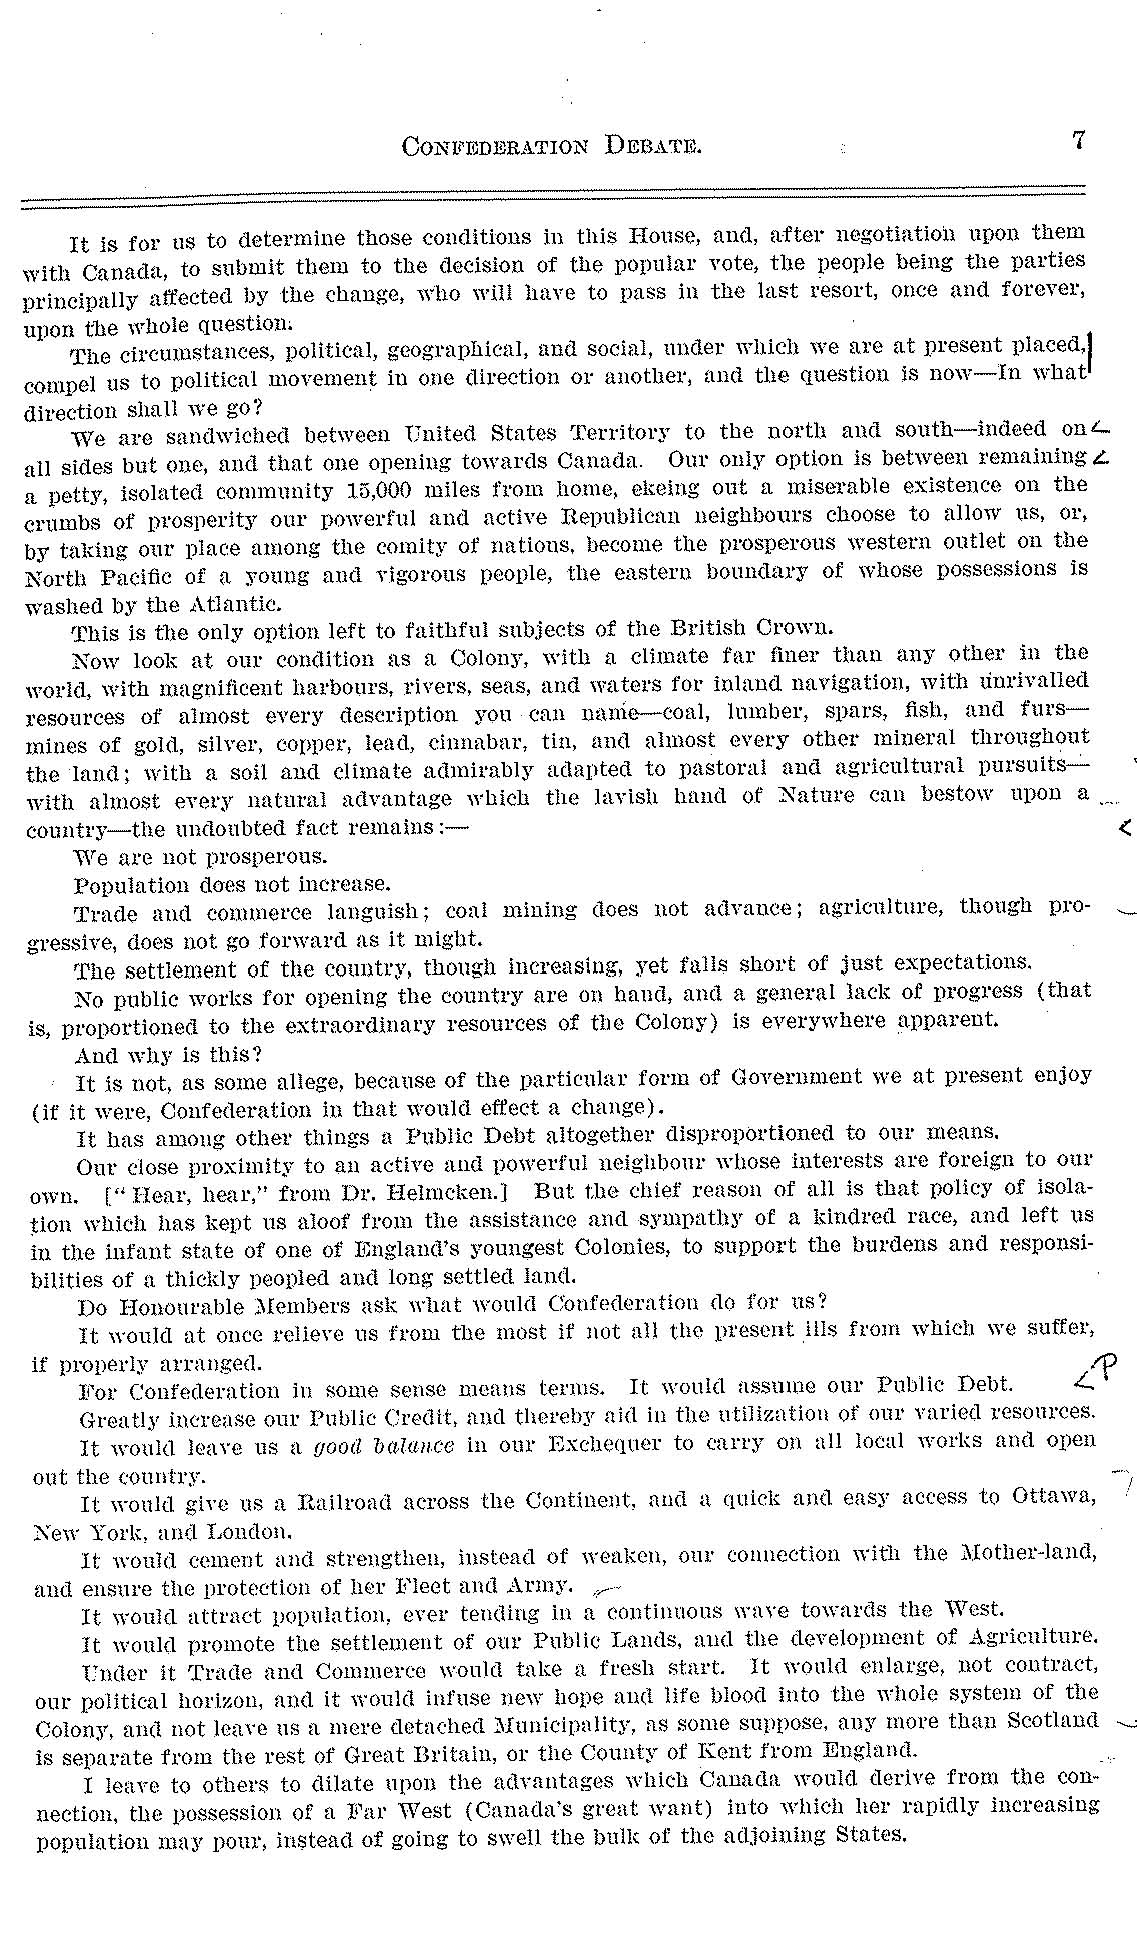 CONFEDERATION DEBATE. 7
It is for us to determine those conditions in this House, and, after negotiation upon them
with Canada, to submit them to the decision of the popular vote, the people being the parties
principally affected by the change, who will have to pass in the last resort, once and forever,
upon the whole question.
The circumstances, political, geographical, and social, under which we are at present placed,
compel us to political movement in one direction or another, and the question is now—In what
direction shall we go?
We are sandwiched between United States Territory to the north and south—indeed on
all sides but one, and that one opening towards Canada. Our only option is between remaining
a petty, isolated community 15,000 miles from home, ekeing out a miserable existence on the
crumbs of prosperity our powerful and active Republican neighbours choose to allow us, or,
by taking our place among the comity of nations, become the prosperous western outlet on the
North Pacific of a young and vigorous people, the eastern boundary of whose possessions is
washed by the Atlantic.
This is the only option left to faithful subjects of the British Crown.
Now look at our condition as a Colony, with a climate far finer than any other in the
world, with magnificent harbours, rivers, seas, and waters for inland navigation, with unrivalled
resources of almost every description you can name—coal, lumber, spars, fish, and furs—
mines of gold, silver, copper, lead, cinnabar, tin, and almost every other mineral throughout
the land; with a soil and climate admirably adapted to pastoral and agricultural pursuits—
with almost every natural advantage which the lavish hand of Nature can bestow upon a
country—the undoubted fact remains:—
We are not prosperous.
Population does not increase.
Trade and commerce languish; coal mining does not advance; agriculture, though pro-
gressive, does not go forward as it might.
The settlement of the country, though increasing, yet falls short of just expectations.
No public works for opening the country are on hand, and a general lack of progress (that
is, proportioned to the extraordinary resources of the Colony) is everywhere apparent.
And why is this?
It is not, as some allege, because of the particular form of Government we at present enjoy
(if it were, Confederation in that would effect a change).
It has among other things a Public Debt altogether disproportioned to our means.
Our close proximity to an active and powerful neighbour whose interests are foreign to our
own. ["Hear, hear," from Dr. Helmcken.] But the chief reason of all is that policy of isola-
tion which has kept us aloof from the assistance and sympathy of a kindred race, and left us
in the infant state of one of England's youngest Colonies, to support the burdens and responsi-
bilities of a thickly peopled and long settled land.
Do Honourable Members ask what would Confederation do for us?
It would at once relieve us from the most if not all the present ills from which we suffer,
if properly arranged.
For Confederation in some sense means terms. It would assume our Public Debt.
Greatly increase our Public Credit, and thereby aid in the utilization of our varied resources.
It would leave us a good balance in our Exchequer to carry on all local works and open
out the country.
It would give us a Railroad across the Continent, and a quick and easy access to Ottawa,
New York, and London.
It would cement and strengthen, instead of weaken, our connection with the Mother-land,
and ensure the protection of her Fleet and Army.
It would attract population, ever tending in a continuous wave towards the West.
It would promote the settlement of our Public Lands, and the development of Agriculture.
Under it Trade and Commerce would take a fresh start. It would enlarge, not contract,
our political horizon, and it would infuse new hope and life blood into the whole system of the
Colony, and not leave us a mere detached Municipality, as some suppose, any more than Scotland
is separate from the rest of Great Britain, or the County of Kent from England.
I leave to others to dilate upon the advantages which Canada would derive from the con-
nection, the possession of a Far West (Canada's great want) into which her rapidly increasing
population may pour, instead of going to swell the bulk of the adjoining States.